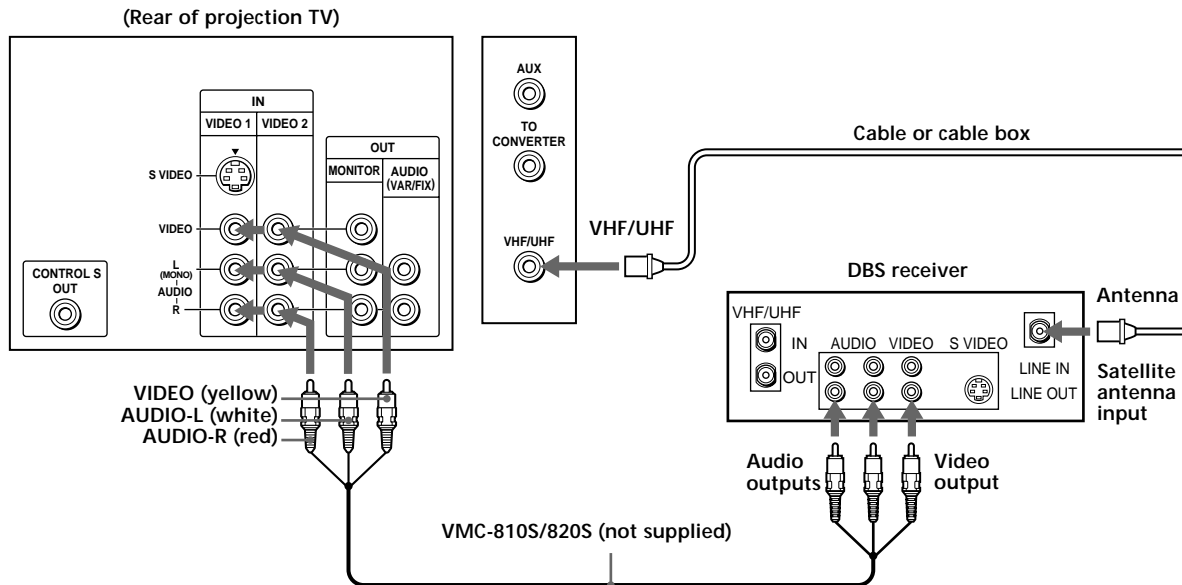 (Rear of projection TV)
IN
VIDEO 1 VIDEO 2
S VIDEO
VIDEO
L
(MONO)
AUDIO
R
OUT
MONITOR
AUDIO
(VAR/FIX)
CONTROL S
OUT
AUX
TO
CONVERTER
VHF/UHF
VHF/UHF
Cable or cable box
DBS receiver
VHF/UHF
IN
OUT
AUDIO VIDEO S VIDEO
LINE IN
LINE OUT
Antenna
Satellite
antenna
input
VIDEO (yellow)
AUDIO-L (white)
AUDIO-R (red)
Audio
outputs
Video
output
VMC-810S/820S (not supplied)